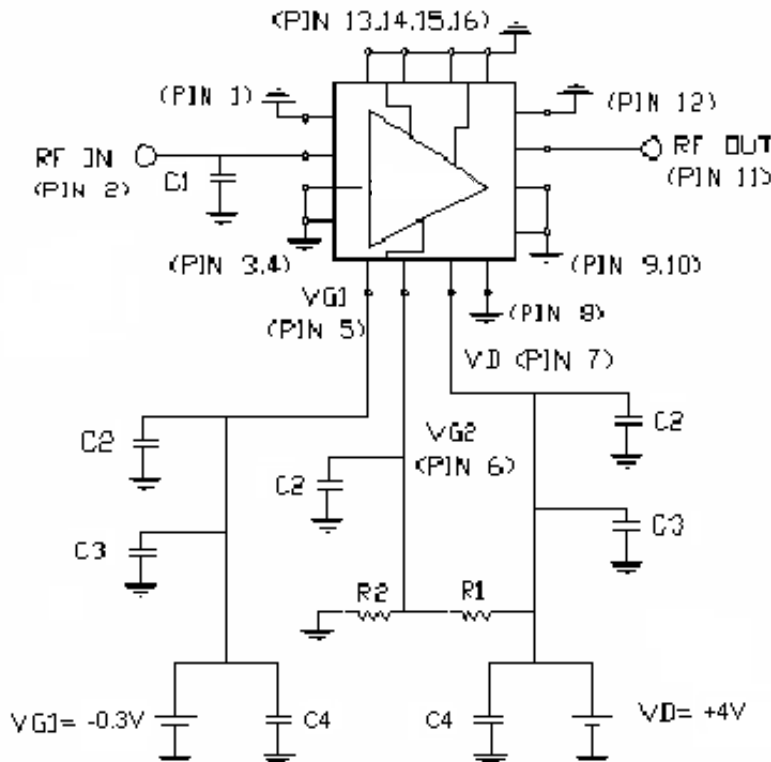 (PIN 13,14,15,16)
(PIN 1)
(PIN 12)
RF IN
(PIN 2)
C1
RF OUT
(PIN 11)
(PIN 3,4)
(PIN 9,10)
VG1
(PIN 5)
(PIN 8)
VD (PIN 7)
C2
VG2
(PIN 6)
C2
C2
C3
C3
R2
R1
VG1= -0.3V
C4
C4
VD= +4V